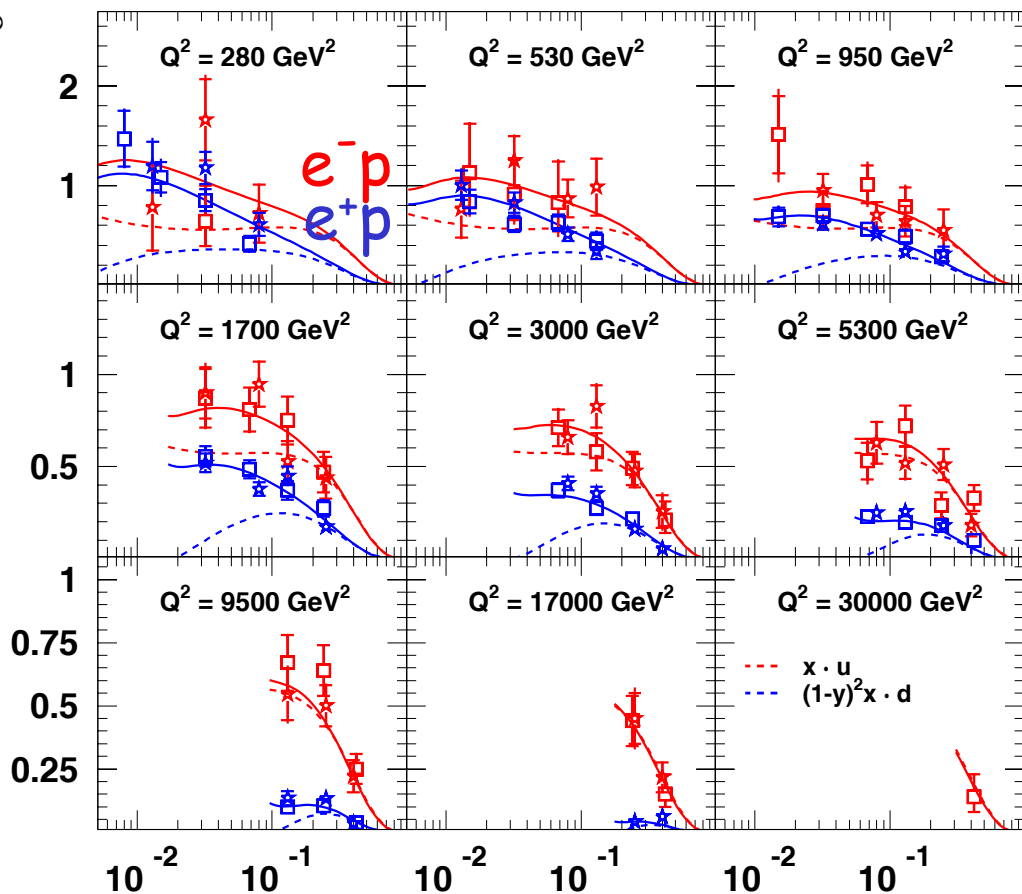 Q² = 280 GeV²
Q² = 530 GeV²
Q² = 950 GeV²
2
1
e⁻p
e⁺p
Q² = 1700 GeV²
Q² = 3000 GeV²
Q² = 5300 GeV²
1
0.5
Q² = 9500 GeV²
Q² = 17000 GeV²
Q² = 30000 GeV²
1
0.75
0.5
0.25
x · u
(1-y)²x · d
10⁻² 10⁻¹ 10⁻² 10⁻¹ 10⁻² 10⁻¹